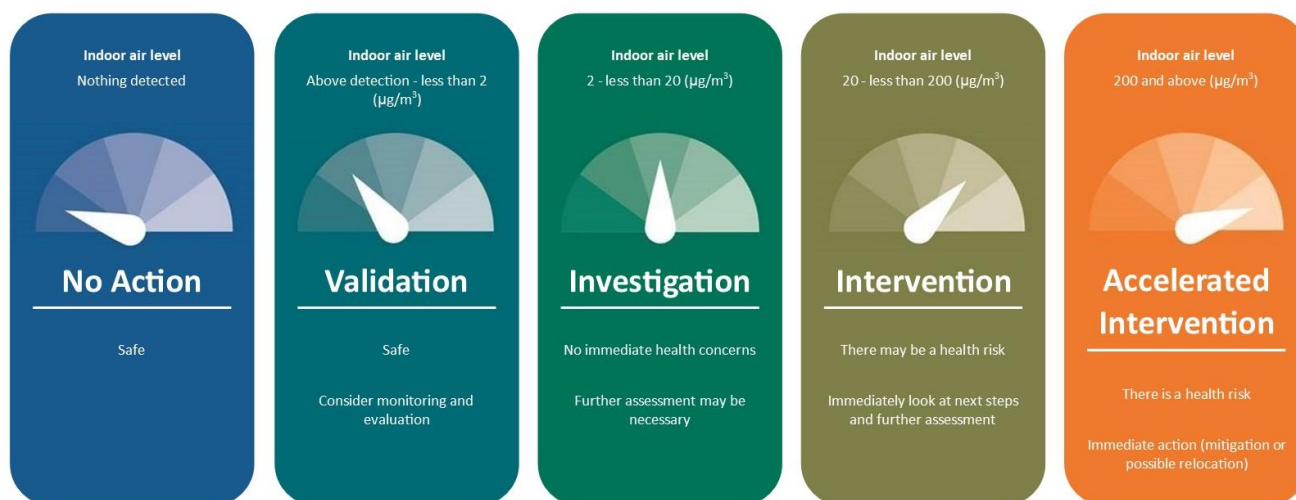 Indoor air level
Nothing detected
No Action
Safe
Indoor air level
Above detection - less than 2
(µg/m³)
Validation
Safe
Consider monitoring and
evaluation
Indoor air level
2 - less than 20 (µg/m³)
Investigation
No immediate health concerns
Further assessment may be
necessary
Indoor air level
20 - less than 200 (µg/m³)
Intervention
There may be a health risk
Immediately look at next steps
and further assessment
Indoor air level
200 and above (µg/m³)
Accelerated
Intervention
There is a health risk
Immediate action (mitigation or
possible relocation)